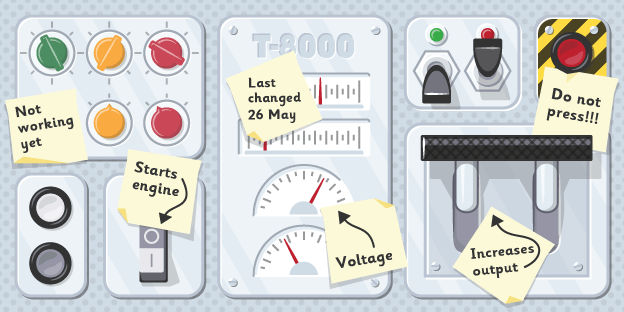 T-8000
Last
changed
26 May
Not
working
yet
Do not
press!!!
Starts
engine
Voltage
Increases
output